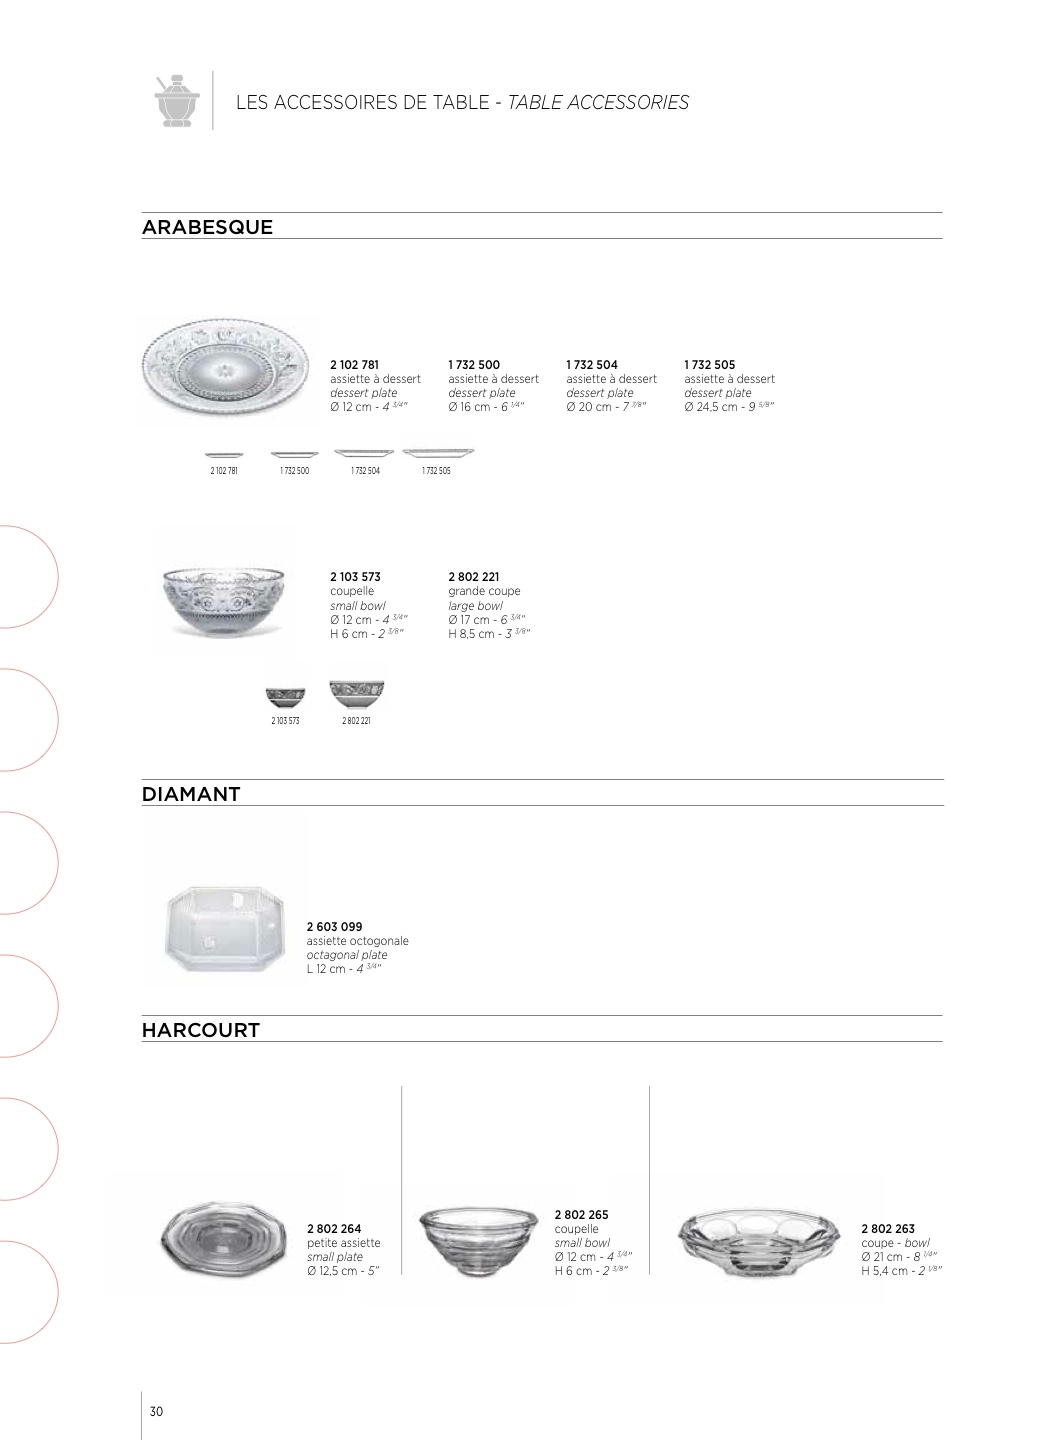 LES ACCESSOIRES DE TABLE - TABLE ACCESSORIES
ARABESQUE
2 102 781
assiette à dessert
dessert plate
Ø 12 cm - 4 3/4"
1 732 500
assiette à dessert
dessert plate
Ø 16 cm - 6 1/4"
1 732 504
assiette à dessert
dessert plate
Ø 20 cm - 7 7/8"
1 732 505
assiette à dessert
dessert plate
Ø 24,5 cm - 9 5/8"
2 102 781
1 732 500
1 732 504
1 732 505
2 103 573
coupelle
small bowl
Ø 12 cm - 4 3/4"
H 6 cm - 2 3/8"
2 802 221
grande coupe
large bowl
Ø 17 cm - 6 3/4"
H 8,5 cm - 3 3/8"
2 103 573
2 802 221
DIAMANT
2 603 099
assiette octogonale
octagonal plate
L 12 cm - 4 3/4"
HARCOURT
2 802 264
petite assiette
small plate
Ø 12,5 cm - 5"
2 802 265
coupelle
small bowl
Ø 12 cm - 4 3/4"
H 6 cm - 2 3/8"
2 802 263
coupe - bowl
Ø 21 cm - 8 1/4"
H 5,4 cm - 2 1/8"
30